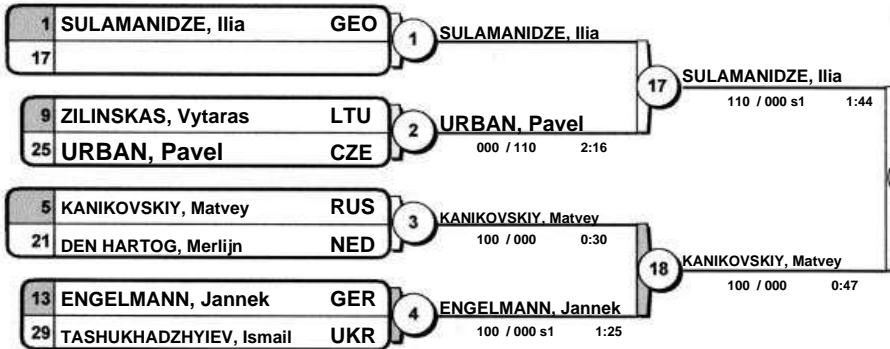 1 SULAMANIDZE, Ilia GEO
17
1 SULAMANIDZE, Ilia
9 ZILINSKAS, Vytaras LTU
25 URBAN, Pavel CZE
2 URBAN, Pavel
000 / 110 2:16
17 SULAMANIDZE, Ilia
110 / 000 s1 1:44
5 KANIKOVSKIY, Matvey RUS
21 DEN HARTOG, Merlijn NED
3 KANIKOVSKIY, Matvey
100 / 000 0:30
13 ENGELMANN, Jannek GER
29 TASHUKHADZHYIEV, Ismail UKR
4 ENGELMANN, Jannek
100 / 000 s1 1:25
18 KANIKOVSKIY, Matvey
100 / 000 0:47